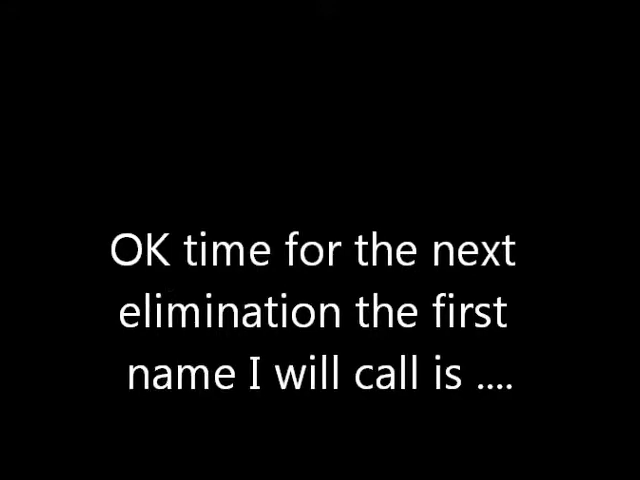 OK time for the next
elimination the first
name I will call is ....